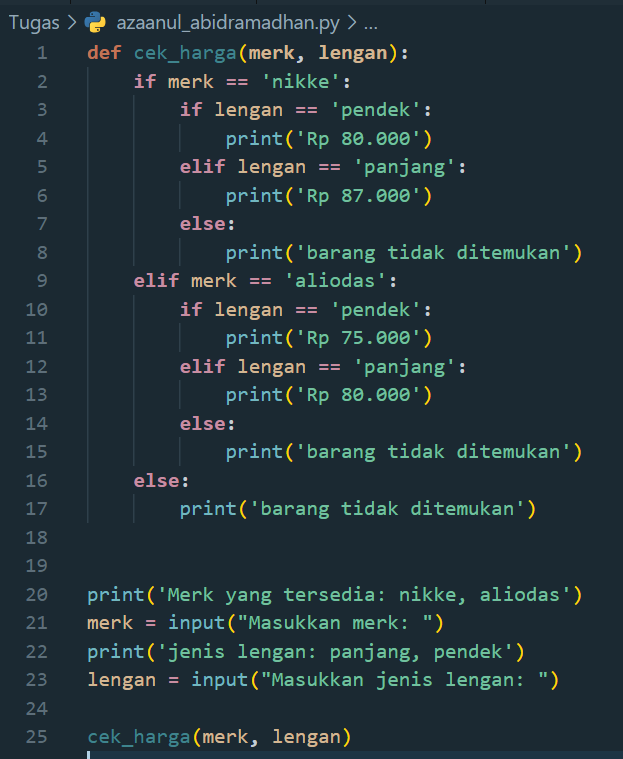 Tugas > azaanul_abidramadhan.py > ...
1 def cek_harga(merk, lengan):
2     if merk == 'nikke':
3         if lengan == 'pendek':
4             print('Rp 80.000')
5         elif lengan == 'panjang':
6             print('Rp 87.000')
7         else:
8             print('barang tidak ditemukan')
9     elif merk == 'aliodas':
10         if lengan == 'pendek':
11             print('Rp 75.000')
12         elif lengan == 'panjang':
13             print('Rp 80.000')
14         else:
15             print('barang tidak ditemukan')
16     else:
17         print('barang tidak ditemukan')
18
19
20 print('Merk yang tersedia: nikke, aliodas')
21 merk = input("Masukkan merk: ")
22 print('jenis lengan: panjang, pendek')
23 lengan = input("Masukkan jenis lengan: ")
24
25 cek_harga(merk, lengan)